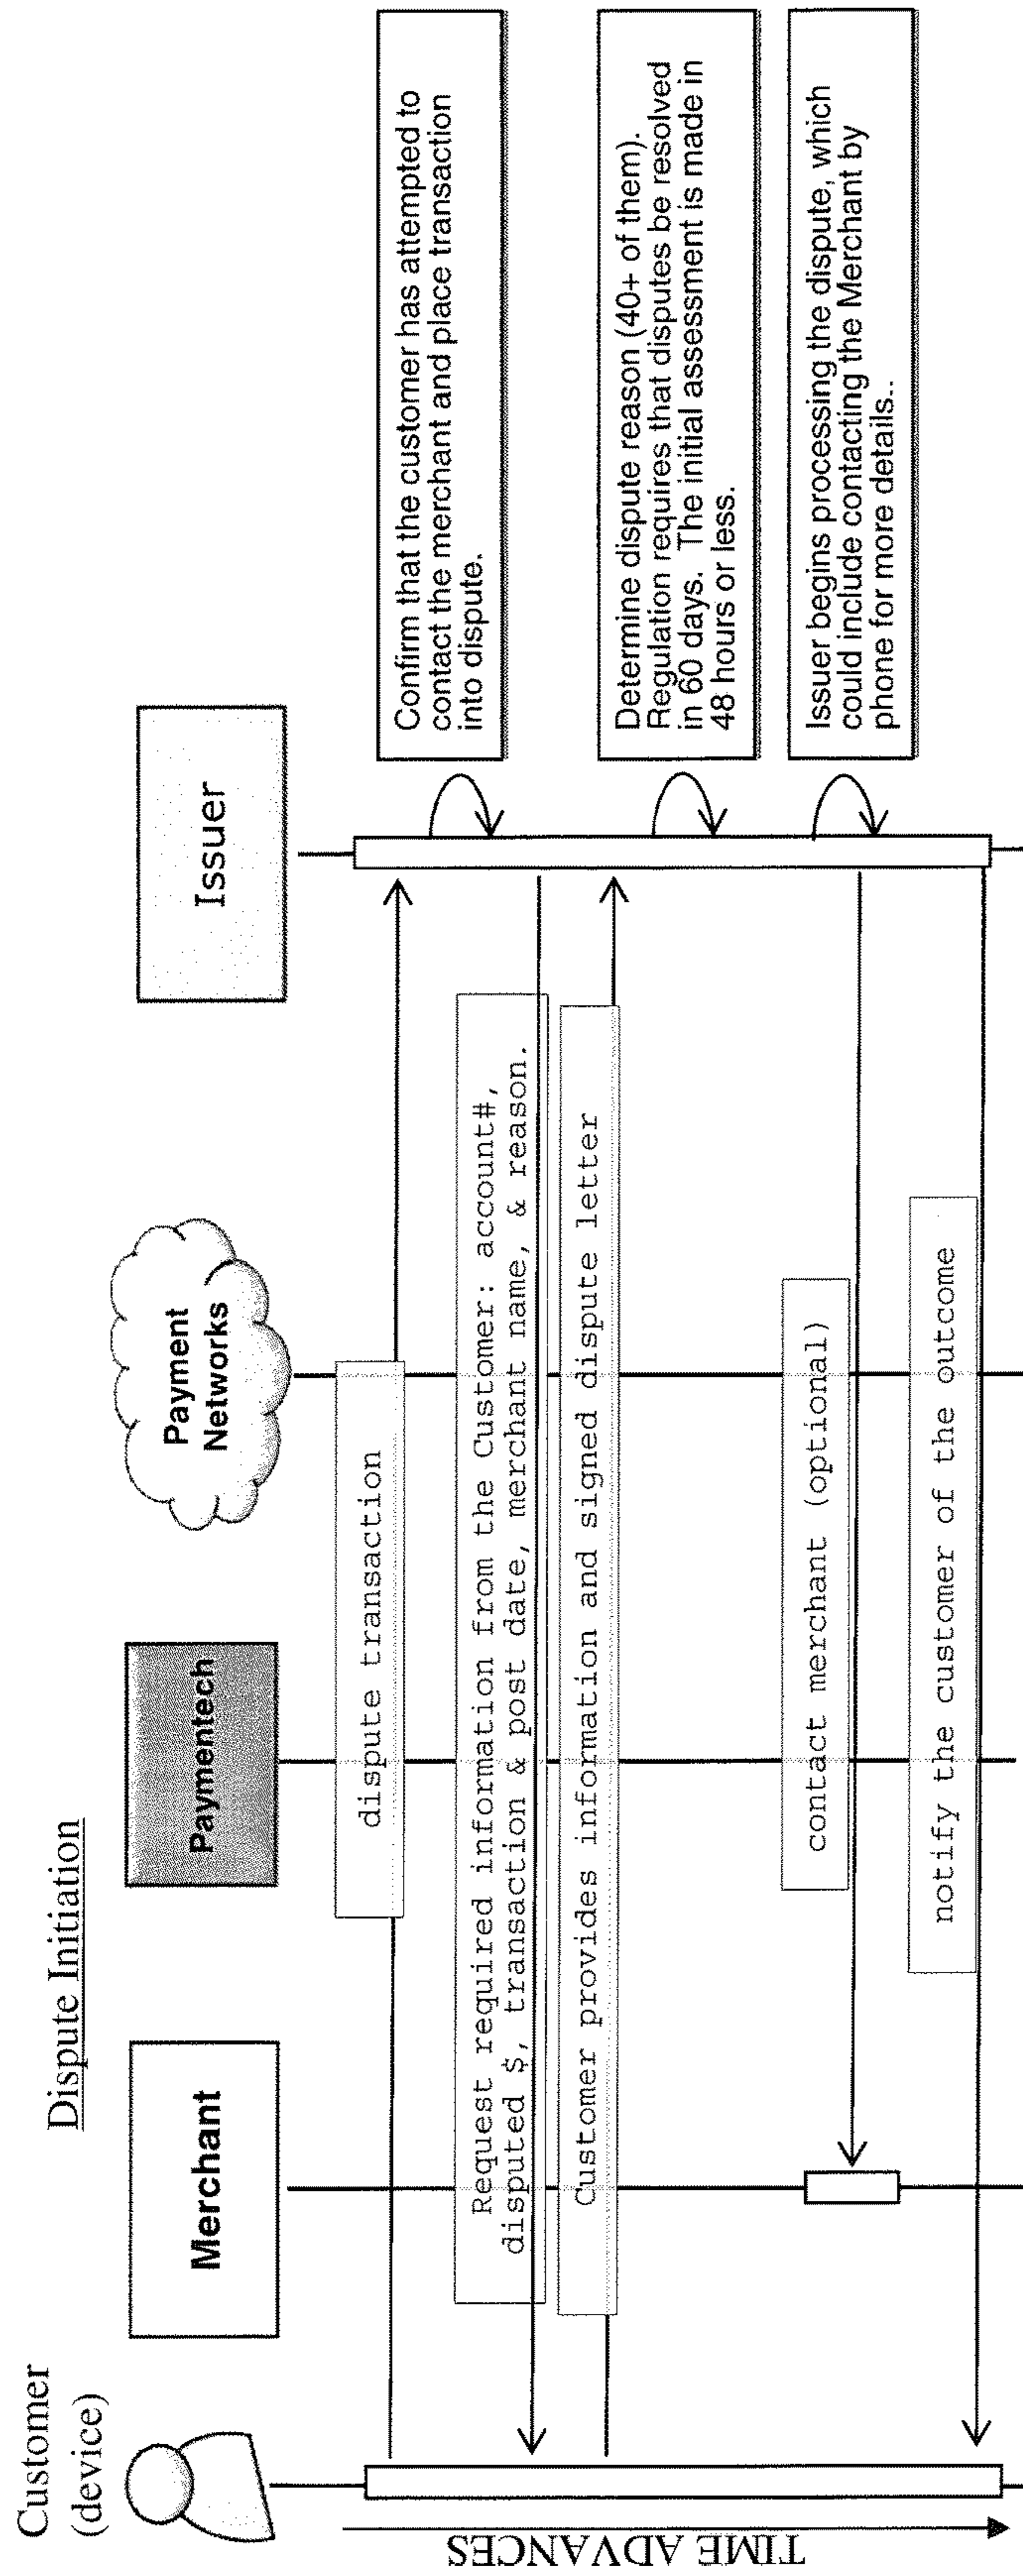 Dispute Initiation
Customer
(device)
Merchant
Paymentech
Payment
Networks
Issuer
dispute transaction
Confirm that the customer has attempted to
contact the merchant and place transaction
into dispute.
Request required information from the Customer: account#,
disputed $, transaction & post date, merchant name, & reason.
Customer provides information and signed dispute letter
Determine dispute reason (40+ of them).
Regulation requires that disputes be resolved
in 60 days. The initial assessment is made in
48 hours or less.
Issuer begins processing the dispute, which
could include contacting the Merchant by
phone for more details..
contact merchant (optional)
notify the customer of the outcome
TIME ADVANCES